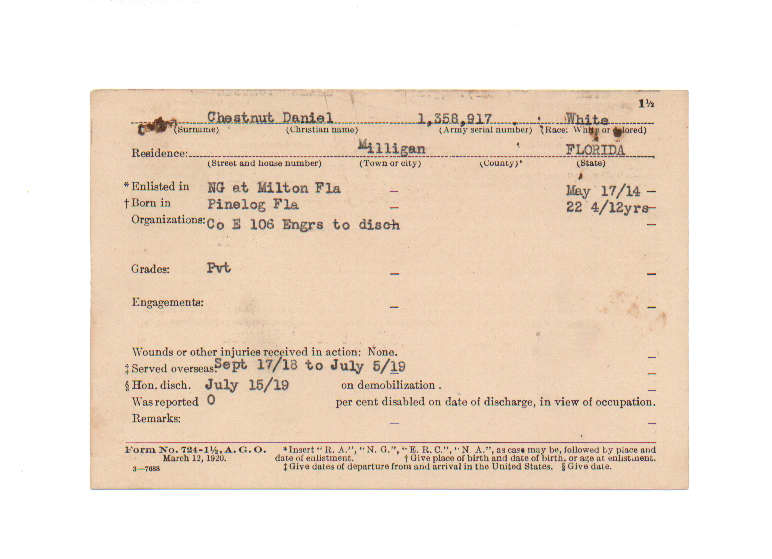 1½
Chestnut Daniel 1,358,917 White
(Surname) (Christian name) (Army serial number) (Race: White or colored)
Residence: Milligan FLORIDA
(Street and house number) (Town or city) (County)* (State)
* Enlisted in NG at Milton Fla — May 17/14 —
† Born in Pinelog Fla — 22 4/12yrs—
Organizations: Co E 106 Engrs to disch —
Grades: Pvt — —
Engagements: — —
Wounds or other injuries received in action: None. —
‡ Served overseas: Sept 17/18 to July 5/19 —
§ Hon. disch. July 15/19 on demobilization . —
Was reported 0 per cent disabled on date of discharge, in view of occupation.
Remarks: — —
Form No. 724-1½, A. G. O. *Insert “R. A.”, “N. G.”, “E. R. C.”, “N. A.”, as case may be, followed by place and
March 12, 1920. date of enlistment. † Give place of birth and date of birth, or age at enlistment.
3—7688 ‡ Give dates of departure from and arrival in the United States. § Give date.